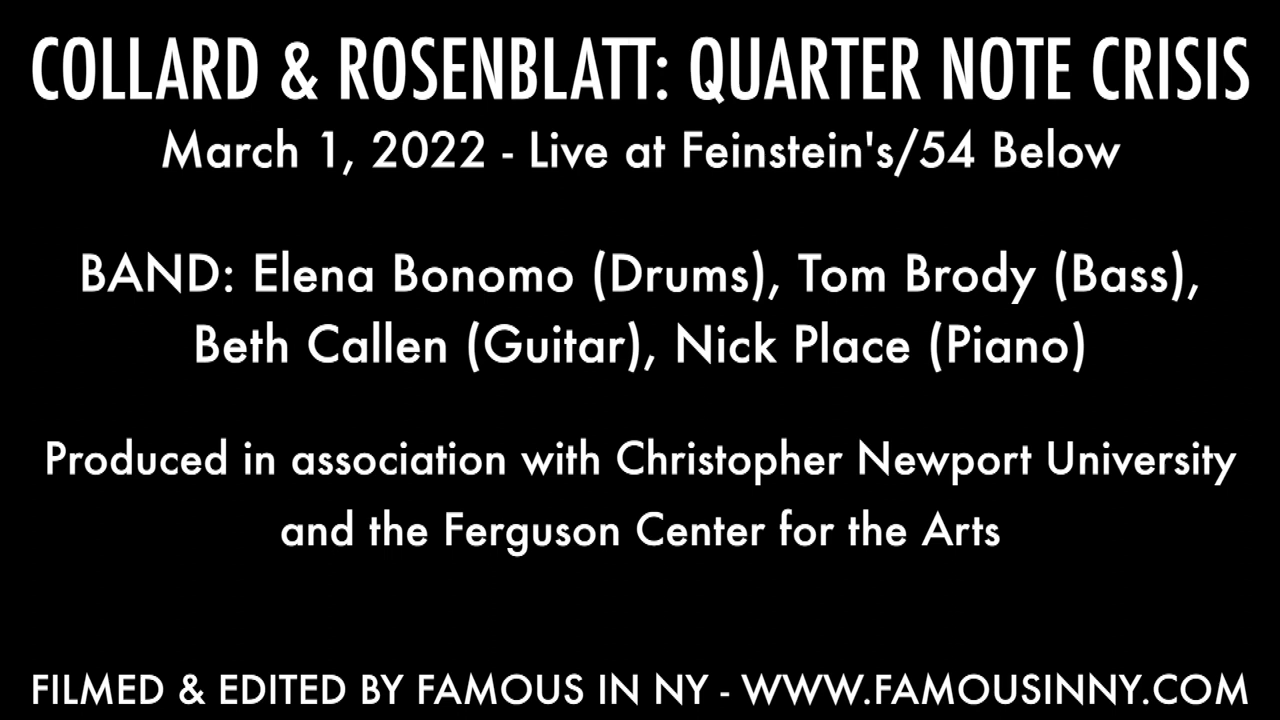 COLLARD & ROSENBLATT: QUARTER NOTE CRISIS
March 1, 2022 - Live at Feinstein's/54 Below
BAND: Elena Bonomo (Drums), Tom Brody (Bass),
Beth Callen (Guitar), Nick Place (Piano)
Produced in association with Christopher Newport University
and the Ferguson Center for the Arts
FILMED & EDITED BY FAMOUS IN NY - WWW.FAMOUSINNY.COM